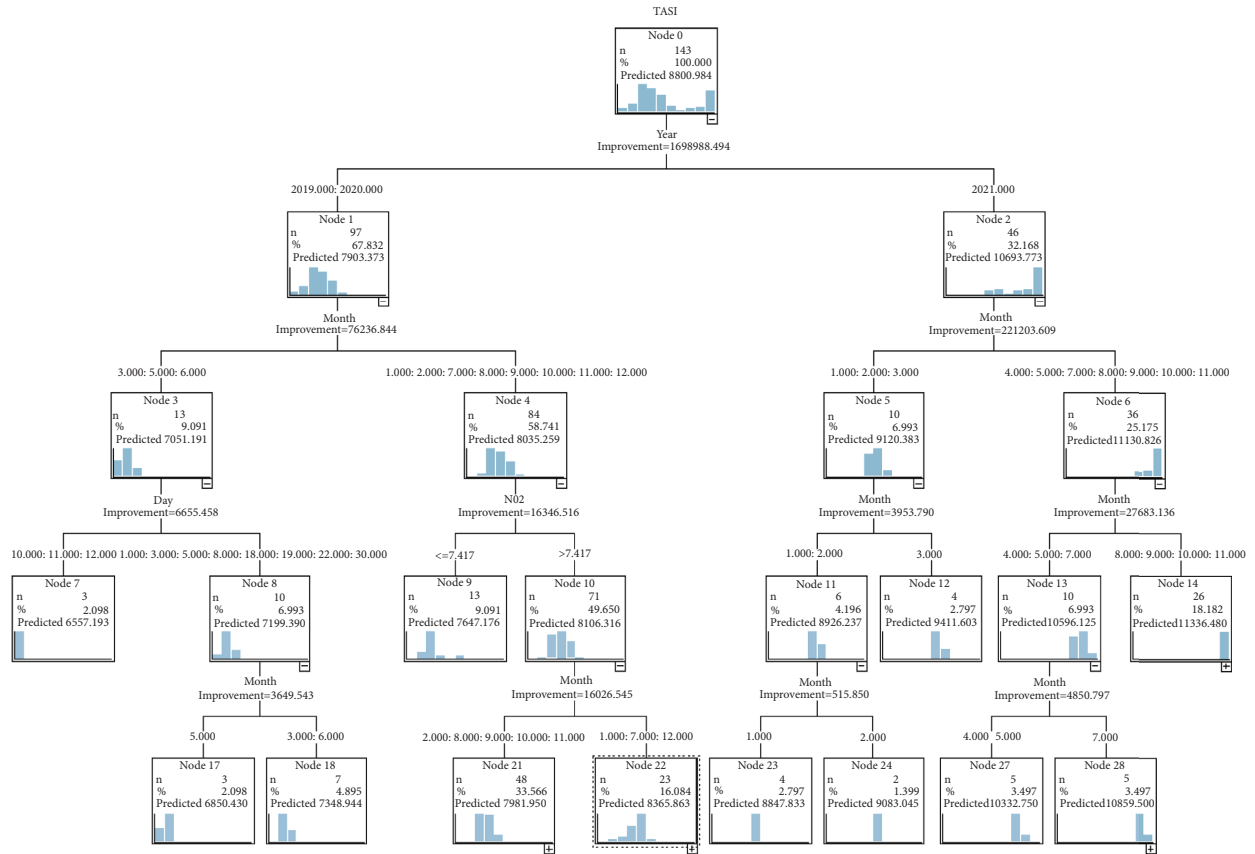 TASI
Node 0
n 143
% 100.000
Predicted 8800.984
Year
Improvement=1698988.494
2019.000: 2020.000
2021.000
Node 1
n 97
% 67.832
Predicted 7903.373
Node 2
n 46
% 32.168
Predicted 10693.773
Month
Improvement=76236.844
Month
Improvement=221203.609
3.000: 5.000: 6.000
1.000: 2.000: 7.000: 8.000: 9.000: 10.000: 11.000: 12.000
1.000: 2.000: 3.000
4.000: 5.000: 7.000: 8.000: 9.000: 10.000: 11.000
Node 3
n 13
% 9.091
Predicted 7051.191
Node 4
n 84
% 58.741
Predicted 8035.259
Node 5
n 10
% 6.993
Predicted 9120.383
Node 6
n 36
% 25.175
Predicted11130.826
Day
Improvement=6655.458
N02
Improvement=16346.516
Month
Improvement=3953.790
Month
Improvement=27683.136
10.000: 11.000: 12.000
1.000: 3.000: 5.000: 8.000: 18.000: 19.000: 22.000: 30.000
<=7.417
>7.417
1.000: 2.000
3.000
4.000: 5.000: 7.000
8.000: 9.000: 10.000: 11.000
Node 7
n 3
% 2.098
Predicted 6557.193
Node 8
n 10
% 6.993
Predicted 7199.390
Node 9
n 13
% 9.091
Predicted 7647.176
Node 10
n 71
% 49.650
Predicted 8106.316
Node 11
n 6
% 4.196
Predicted 8926.237
Node 12
n 4
% 2.797
Predicted9411.603
Node 13
n 10
% 6.993
Predicted10596.125
Node 14
n 26
% 18.182
Predicted11336.480
Month
Improvement=3649.543
Month
Improvement=16026.545
Month
Improvement=515.850
Month
Improvement=4850.797
5.000
3.000: 6.000
2.000: 8.000: 9.000: 10.000: 11.000
1.000: 7.000: 12.000
1.000
2.000
4.000 5.000
7.000
Node 17
n 3
% 2.098
Predicted 6850.430
Node 18
n 7
% 4.895
Predicted 7348.944
Node 21
n 48
% 33.566
Predicted 7981.950
Node 22
n 23
% 16.084
Predicted 8365.863
Node 23
n 4
% 2.797
Predicted 8847.833
Node 24
n 2
% 1.399
Predicted 9083.045
Node 27
n 5
% 3.497
Predicted10332.750
Node 28
n 5
% 3.497
Predicted10859.500